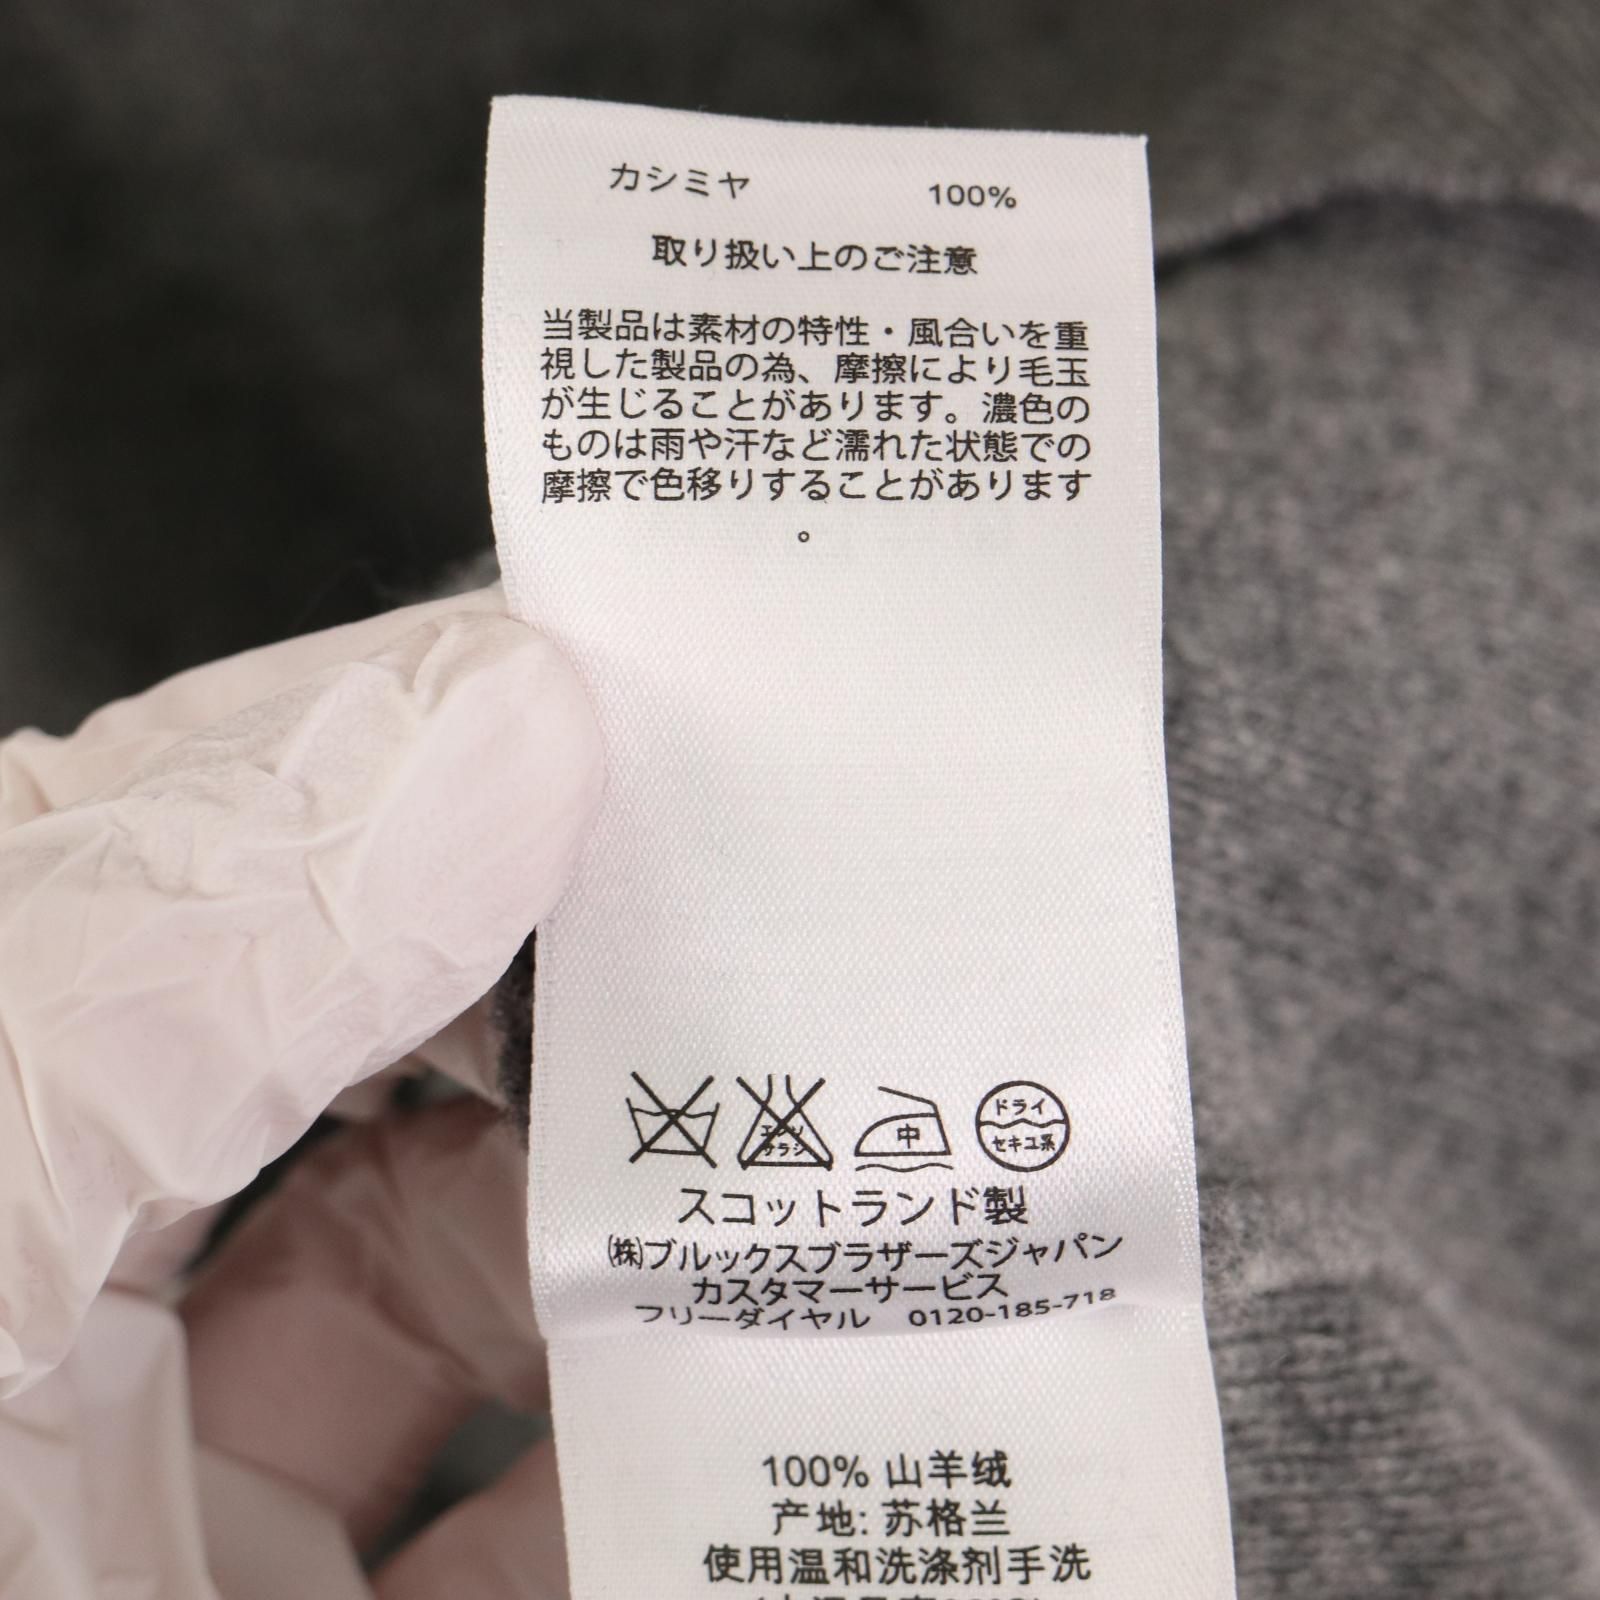 カシミヤ 100%
取り扱い上のご注意
当製品は素材の特性・風合いを重
視した製品の為、摩擦により毛玉
が生じることがあります。濃色の
ものは雨や汗など濡れた状態での
摩擦で色移りすることがあります
。
エンソ サラシ 中 ドライ セキユ系
スコットランド製
㈱ブルックスブラザーズジャパン
カスタマーサービス
フリーダイヤル 0120-185-718
100% 山羊绒
产地: 苏格兰
使用温和洗涤剂手洗